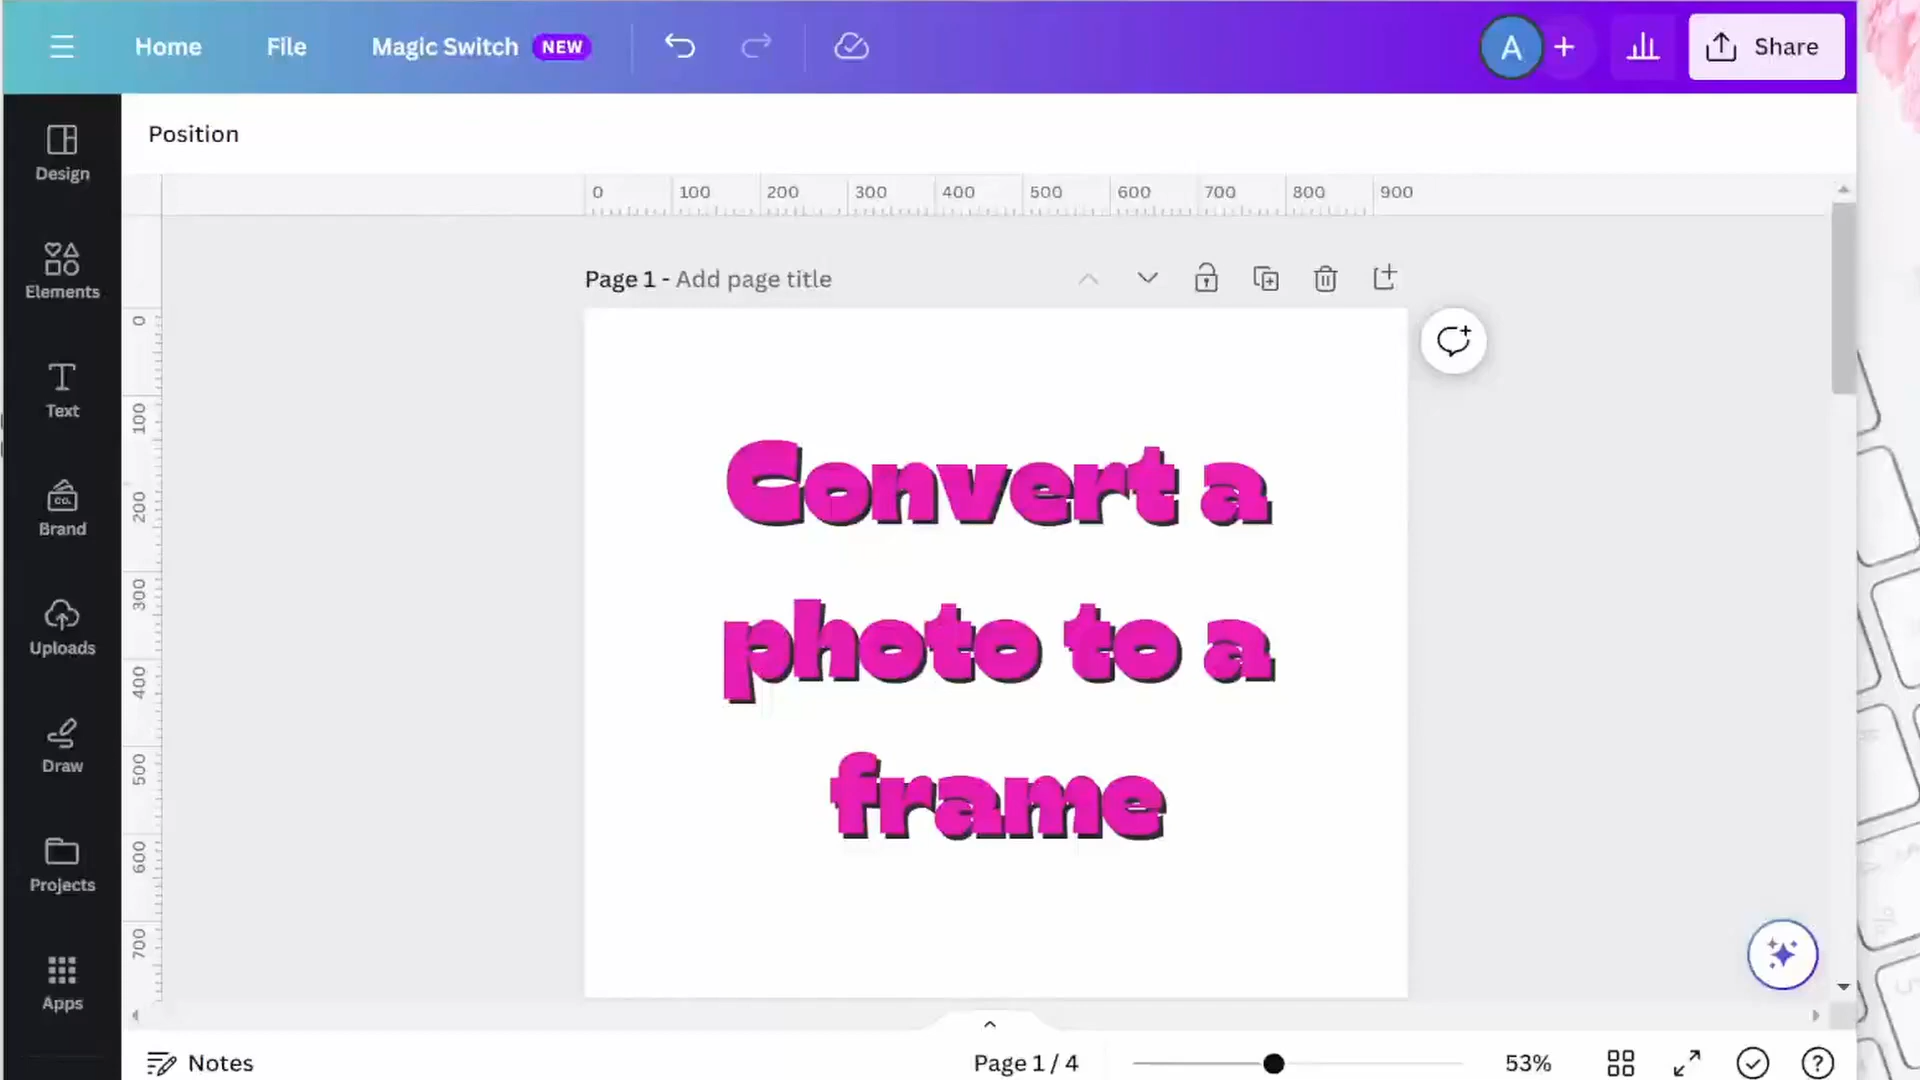 Home File Magic Switch NEW A Share
Position
Design
Elements
Text
CO.
Brand
Uploads
Draw
Projects
Apps
0 100 200 300 400 500 600 700 800 900
0
100
200
300
400
500
600
700
Page 1 - Add page title
Convert a
photo to a
frame
Notes Page 1 / 4 53%